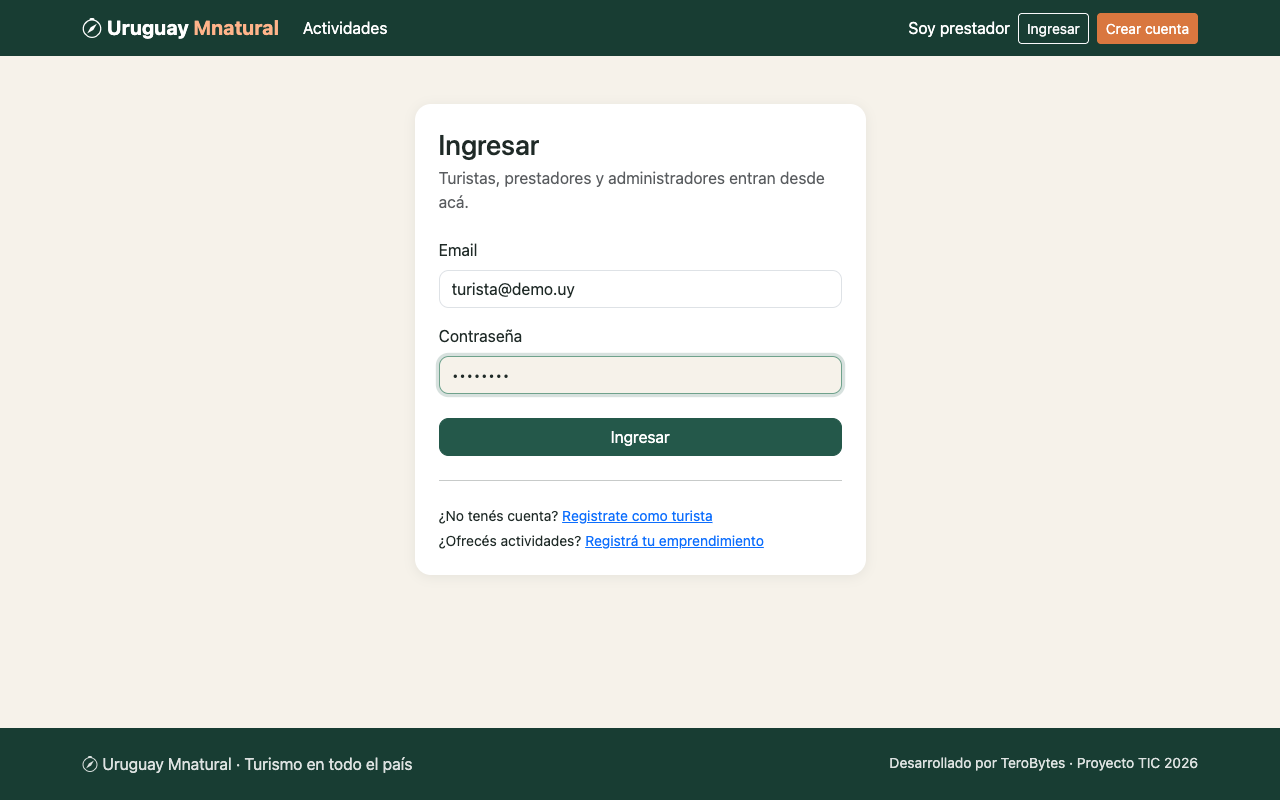 Uruguay Mnatural
Actividades
Soy prestador
Ingresar
Crear cuenta
Ingresar
Turistas, prestadores y administradores entran desde
acá.
Email
turista@demo.uy
Contraseña
••••••••
Ingresar
¿No tenés cuenta? Registrate como turista
¿Ofrecés actividades? Registrá tu emprendimiento
Uruguay Mnatural · Turismo en todo el país
Desarrollado por TeroBytes · Proyecto TIC 2026